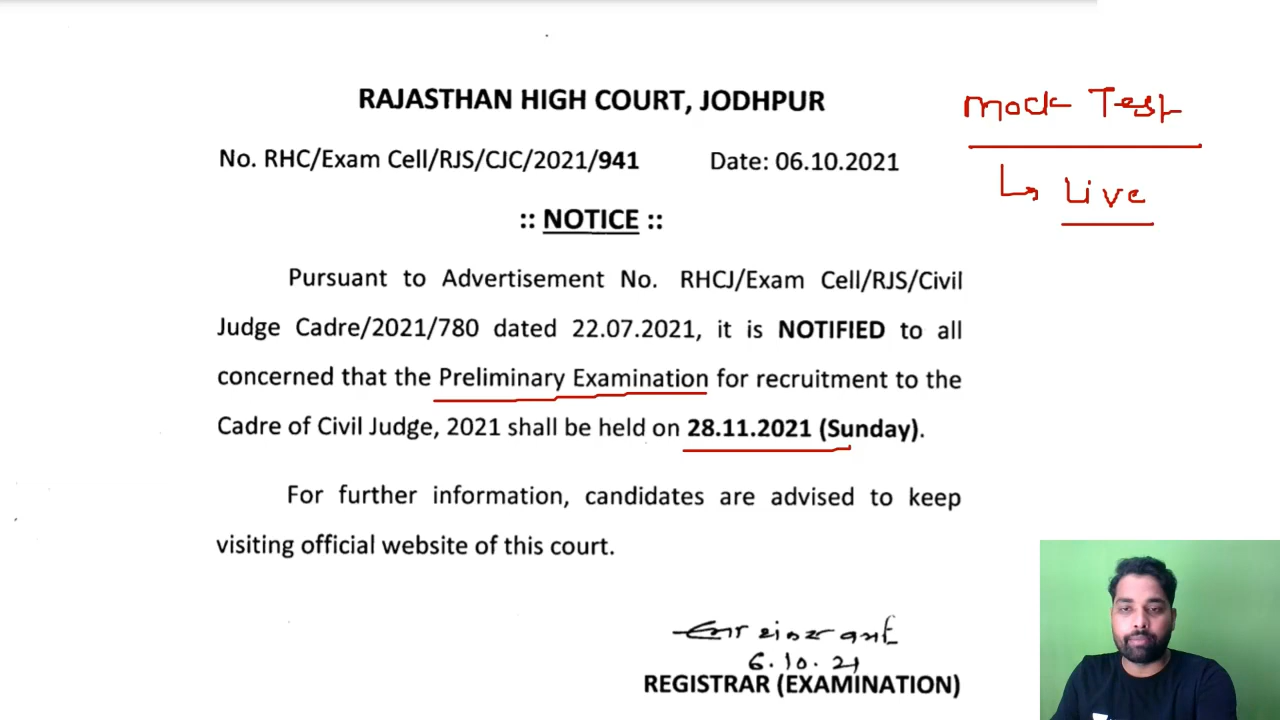 RAJASTHAN HIGH COURT, JODHPUR
Mock Test
No. RHC/Exam Cell/RJS/CJC/2021/941 Date: 06.10.2021
Live
:: NOTICE ::
Pursuant to Advertisement No. RHCJ/Exam Cell/RJS/Civil
Judge Cadre/2021/780 dated 22.07.2021, it is NOTIFIED to all
concerned that the Preliminary Examination for recruitment to the
Cadre of Civil Judge, 2021 shall be held on 28.11.2021 (Sunday).
For further information, candidates are advised to keep
visiting official website of this court.
6.10.21
REGISTRAR (EXAMINATION)